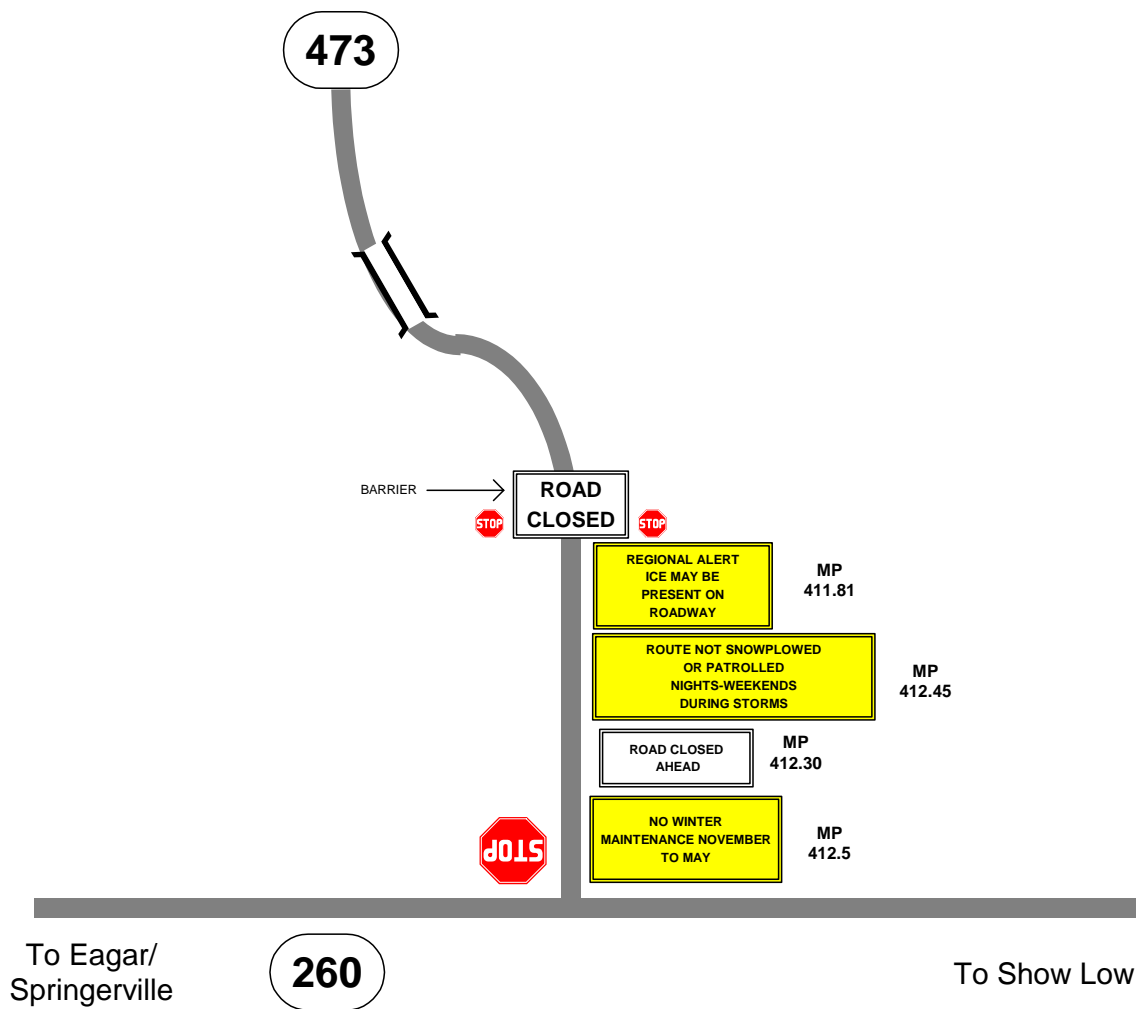 473
BARRIER
ROAD
CLOSED
STOP
STOP
REGIONAL ALERT
ICE MAY BE
PRESENT ON
ROADWAY
MP
411.81
ROUTE NOT SNOWPLOWED
OR PATROLLED
NIGHTS-WEEKENDS
DURING STORMS
MP
412.45
ROAD CLOSED
AHEAD
MP
412.30
NO WINTER
MAINTENANCE NOVEMBER
TO MAY
MP
412.5
STOP
To Eagar/
Springerville
260
To Show Low